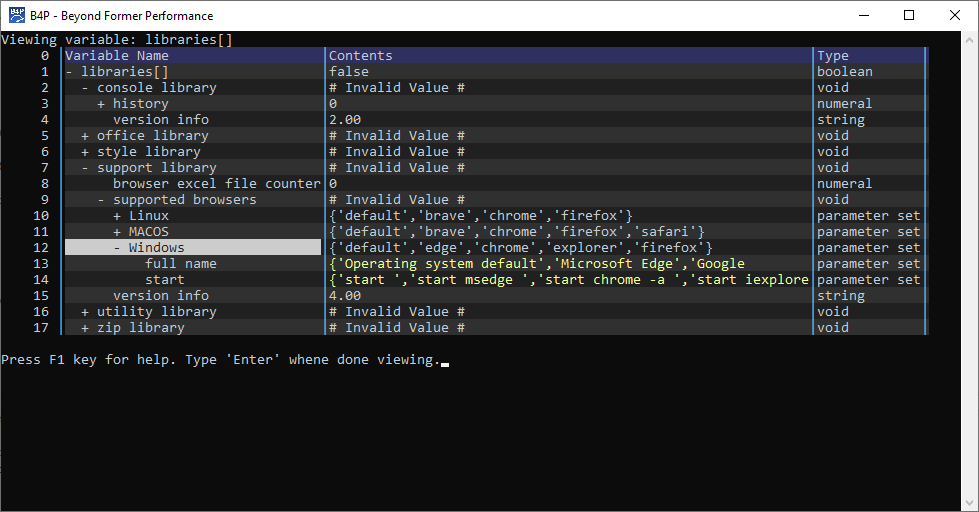 B4P - Beyond Former Performance
Viewing variable: libraries[]
0 Variable Name Contents Type
1 - libraries[] false boolean
2 - console library # Invalid Value # void
3 + history 0 numeral
4 version info 2.00 string
5 + office library # Invalid Value # void
6 + style library # Invalid Value # void
7 - support library # Invalid Value # void
8 browser excel file counter 0 numeral
9 - supported browsers # Invalid Value # void
10 + Linux {'default','brave','chrome','firefox'} parameter set
11 + MACOS {'default','brave','chrome','firefox','safari'} parameter set
12 - Windows {'default','edge','chrome','explorer','firefox'} parameter set
13 full name {'Operating system default','Microsoft Edge','Google parameter set
14 start {'start ','start msedge ','start chrome -a ','start iexplore parameter set
15 version info 4.00 string
16 + utility library # Invalid Value # void
17 + zip library # Invalid Value # void
Press F1 key for help. Type 'Enter' whene done viewing.